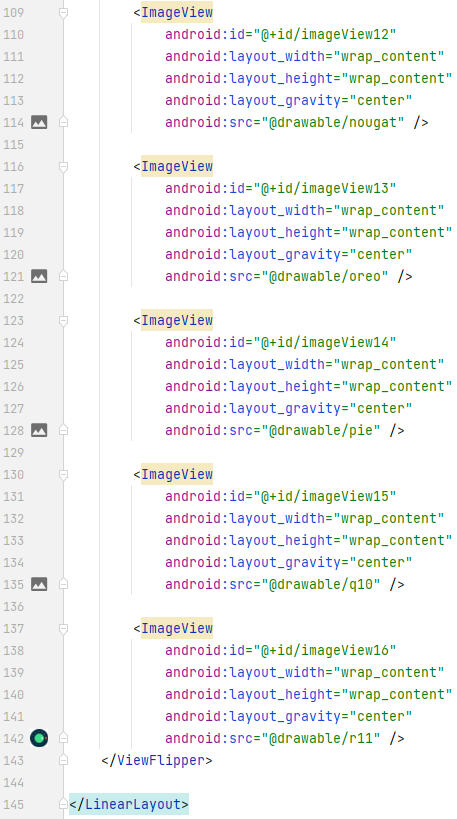 109 <ImageView
110 android:id="@+id/imageView12"
111 android:layout_width="wrap_content"
112 android:layout_height="wrap_content"
113 android:layout_gravity="center"
114 android:src="@drawable/nougat" />
115
116 <ImageView
117 android:id="@+id/imageView13"
118 android:layout_width="wrap_content"
119 android:layout_height="wrap_content"
120 android:layout_gravity="center"
121 android:src="@drawable/oreo" />
122
123 <ImageView
124 android:id="@+id/imageView14"
125 android:layout_width="wrap_content"
126 android:layout_height="wrap_content"
127 android:layout_gravity="center"
128 android:src="@drawable/pie" />
129
130 <ImageView
131 android:id="@+id/imageView15"
132 android:layout_width="wrap_content"
133 android:layout_height="wrap_content"
134 android:layout_gravity="center"
135 android:src="@drawable/q10" />
136
137 <ImageView
138 android:id="@+id/imageView16"
139 android:layout_width="wrap_content"
140 android:layout_height="wrap_content"
141 android:layout_gravity="center"
142 android:src="@drawable/r11" />
143 </ViewFlipper>
144
145 </LinearLayout>